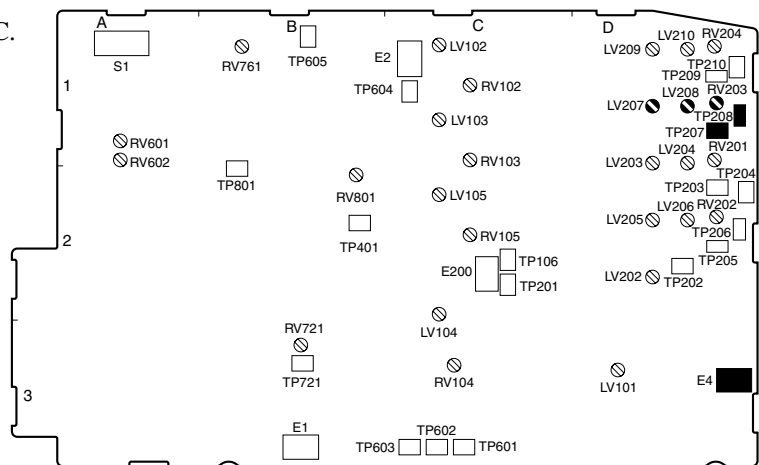 C.
A B C D
S1
RV761
TP605
E2
TP604
LV102
RV102
LV103
LV209
LV210
RV204
TP210
TP209
LV207
LV208
RV203
TP208
TP207
1
RV601
RV602
TP801
RV801
RV103
LV203
LV204
RV201
TP204
TP203
LV105
LV205
LV206
RV202
TP206
TP205
2
TP401
RV105
E200
TP106
TP201
LV202
TP202
LV104
RV721
TP721
RV104
LV101
E4
3
E1
TP603
TP602
TP601